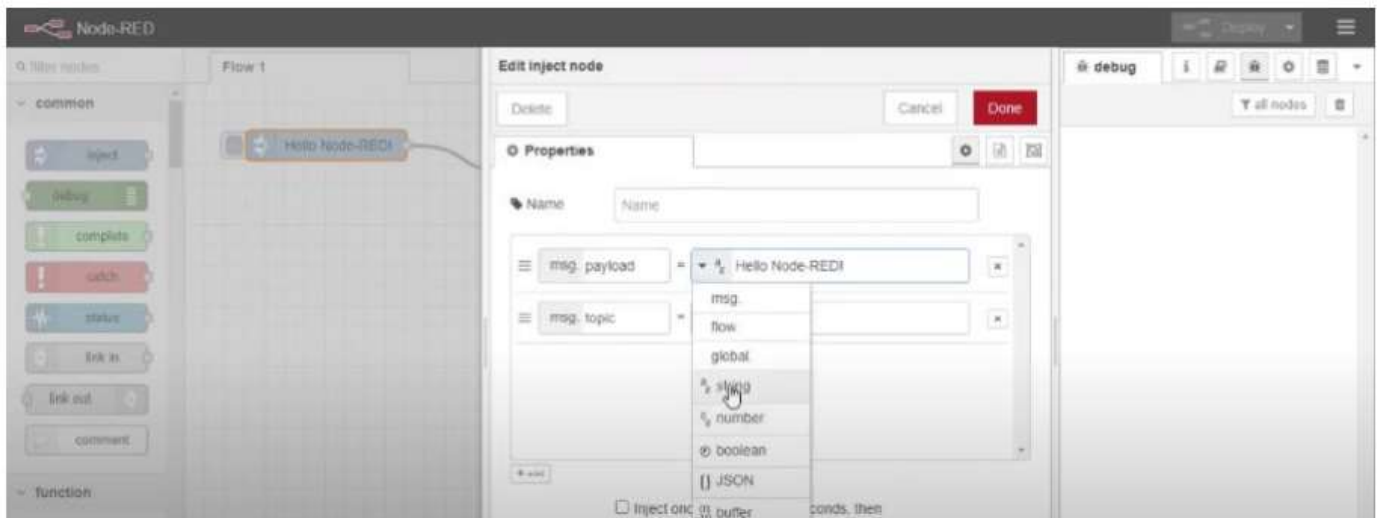 Node-RED
Deploy
filter nodes
Flow 1
Edit inject node
debug
all nodes
common
inject
debug
complete
catch
status
link in
link out
comment
function
Hello Node-RED!
Delete
Cancel
Done
Properties
Name
Name
msg. payload
=
Hello Node-RED!
msg. topic
=
msg.
flow
global
string
number
boolean
{} JSON
buffer
+ add
Inject onc
conds, then